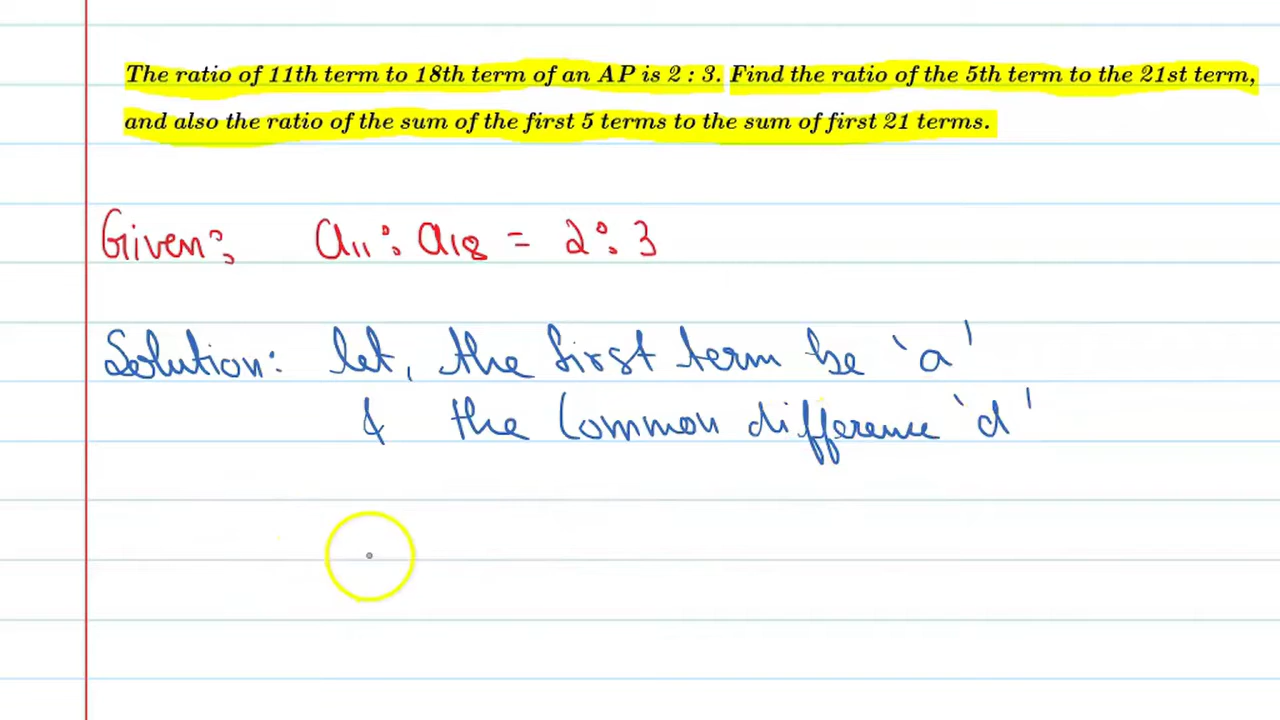 The ratio of 11th term to 18th term of an AP is 2 : 3. Find the ratio of the 5th term to the 21st term,
and also the ratio of the sum of the first 5 terms to the sum of first 21 terms.
Given: a₁₁ : a₁₈ = 2 : 3
Solution: let, the first term be 'a'
& the Common difference 'd'